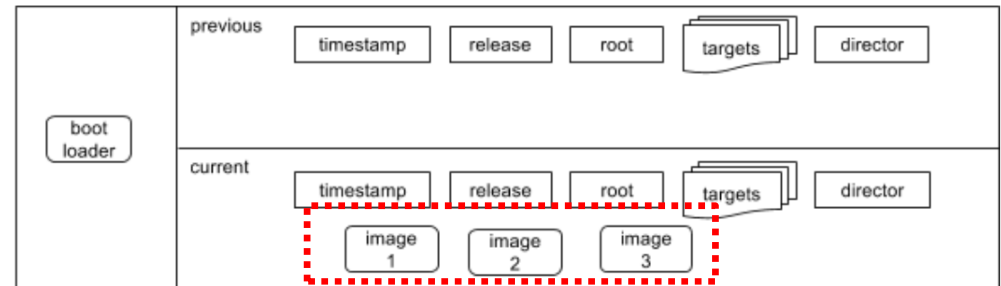 previous
timestamp
release
root
targets
director
boot
loader
current
timestamp
release
root
targets
director
image
1
image
2
image
3